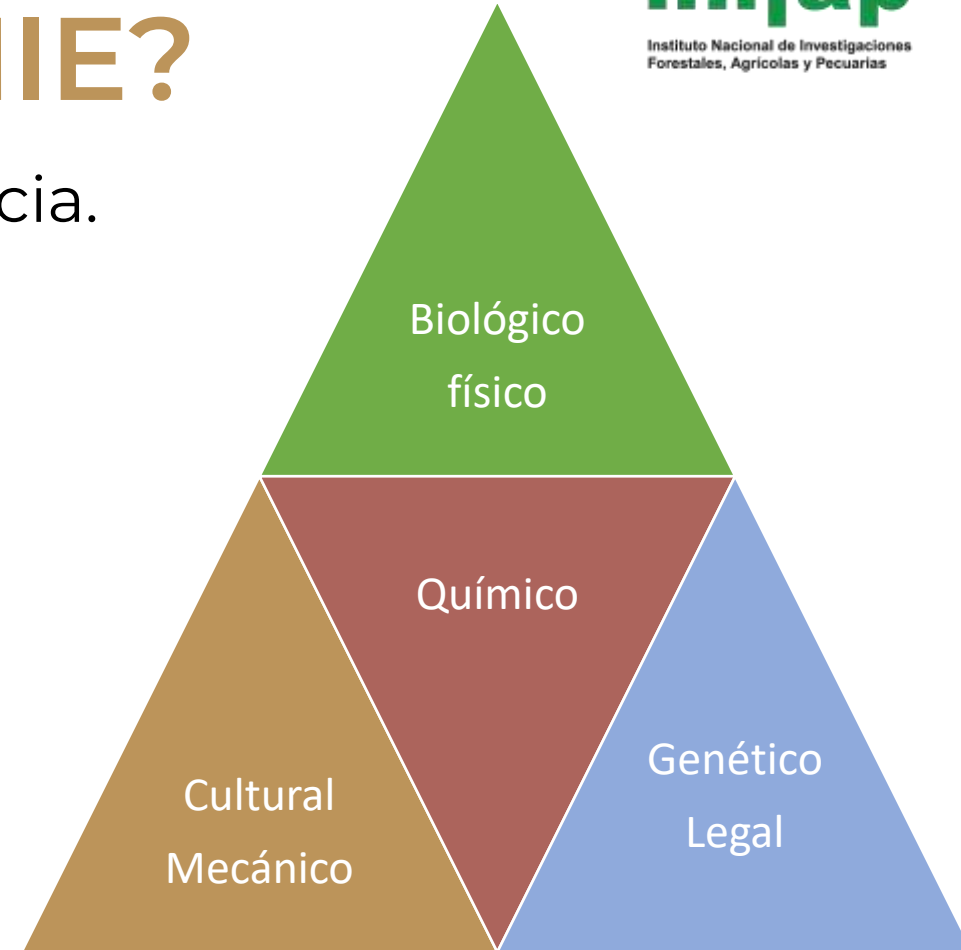 IE?
Instituto Nacional de Investigaciones
Forestales, Agrícolas y Pecuarias
cia.
Biológico
físico
Químico
Genético
Legal
Cultural
Mecánico